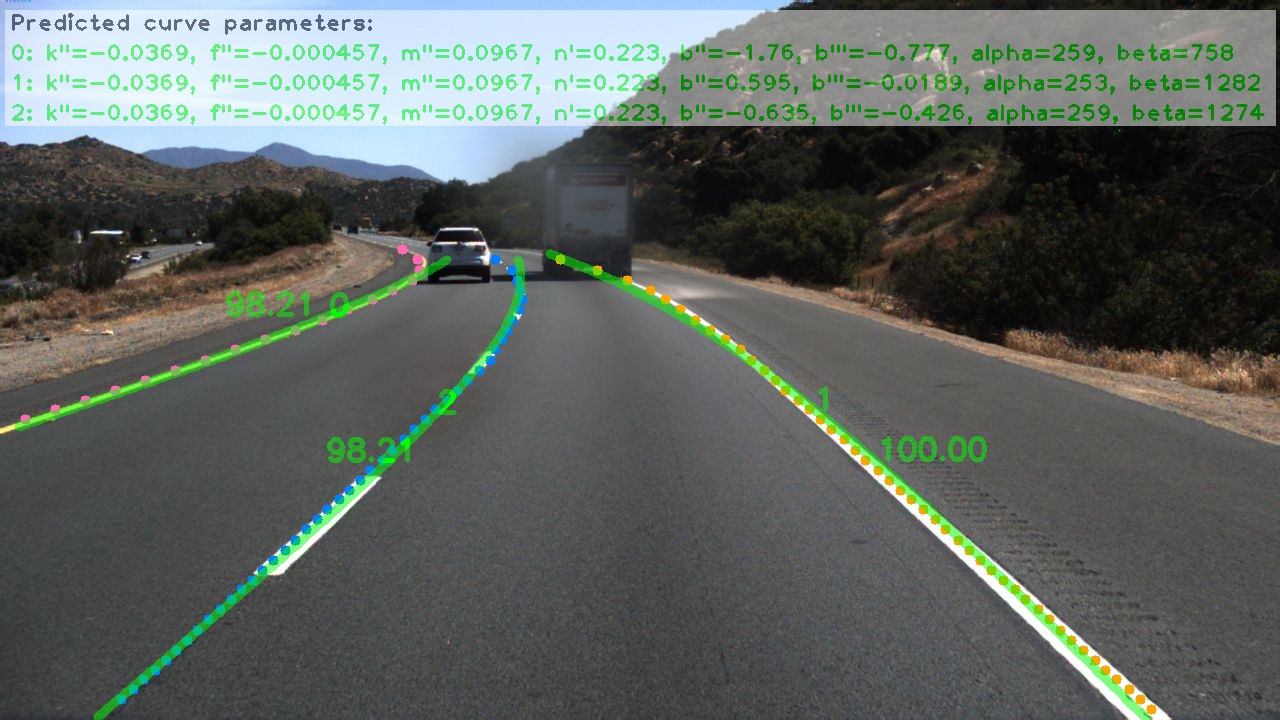 Predicted curve parameters:
0: k''=-0.0369, f''=-0.000457, m''=0.0967, n'=0.223, b''=-1.76, b'''=-0.777, alpha=259, beta=758
1: k''=-0.0369, f''=-0.000457, m''=0.0967, n'=0.223, b''=0.595, b'''=-0.0189, alpha=253, beta=1282
2: k''=-0.0369, f''=-0.000457, m''=0.0967, n'=0.223, b''=-0.635, b'''=-0.426, alpha=259, beta=1274
98.21 0
2
1
98.21
100.00